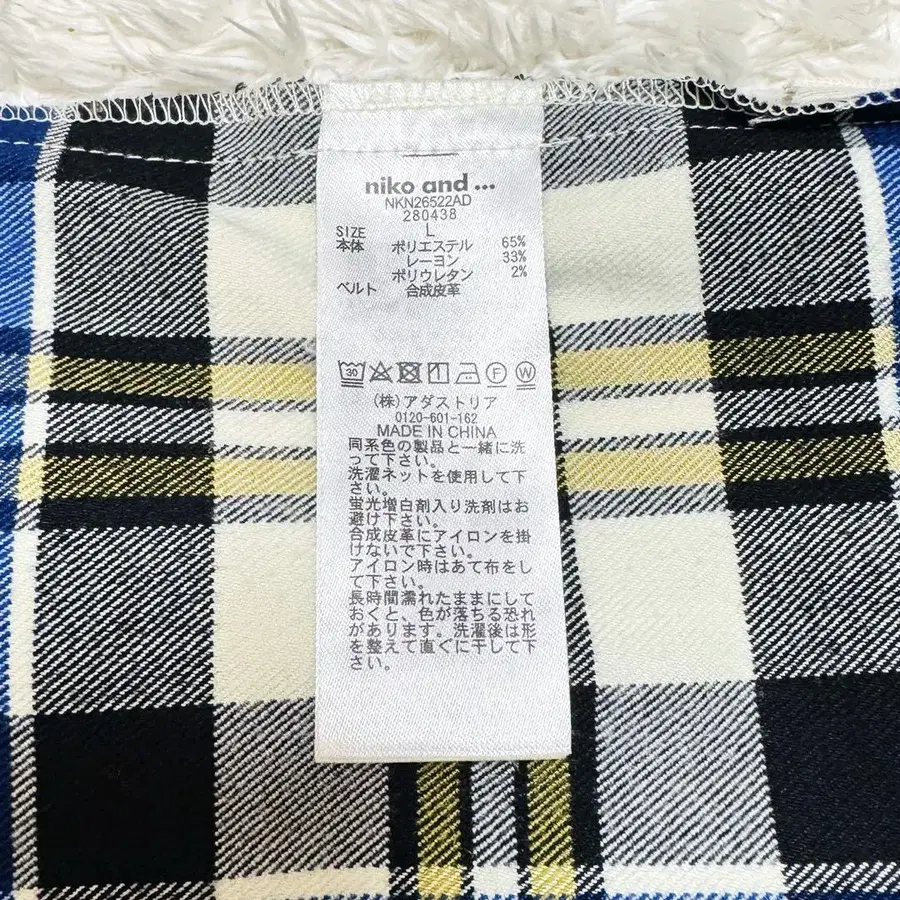 niko and ...
NKN26522AD
280438
SIZE L
本体 ポリエステル 65%
レーヨン 33%
ポリウレタン 2%
ベルト 合成皮革
30 F W
(株)アダストリア
0120-601-162
MADE IN CHINA
同系色の製品と一緒に洗
って下さい。
洗濯ネットを使用して下
さい。
蛍光増白剤入り洗剤はお
避け下さい。
合成皮革にアイロンを掛
けないで下さい。
アイロン時はあて布をし
て下さい。
長時間濡れたままにして
おくと、色が落ちる恐れ
があります。洗濯後は形
を整えて直ぐに干して下
さい。